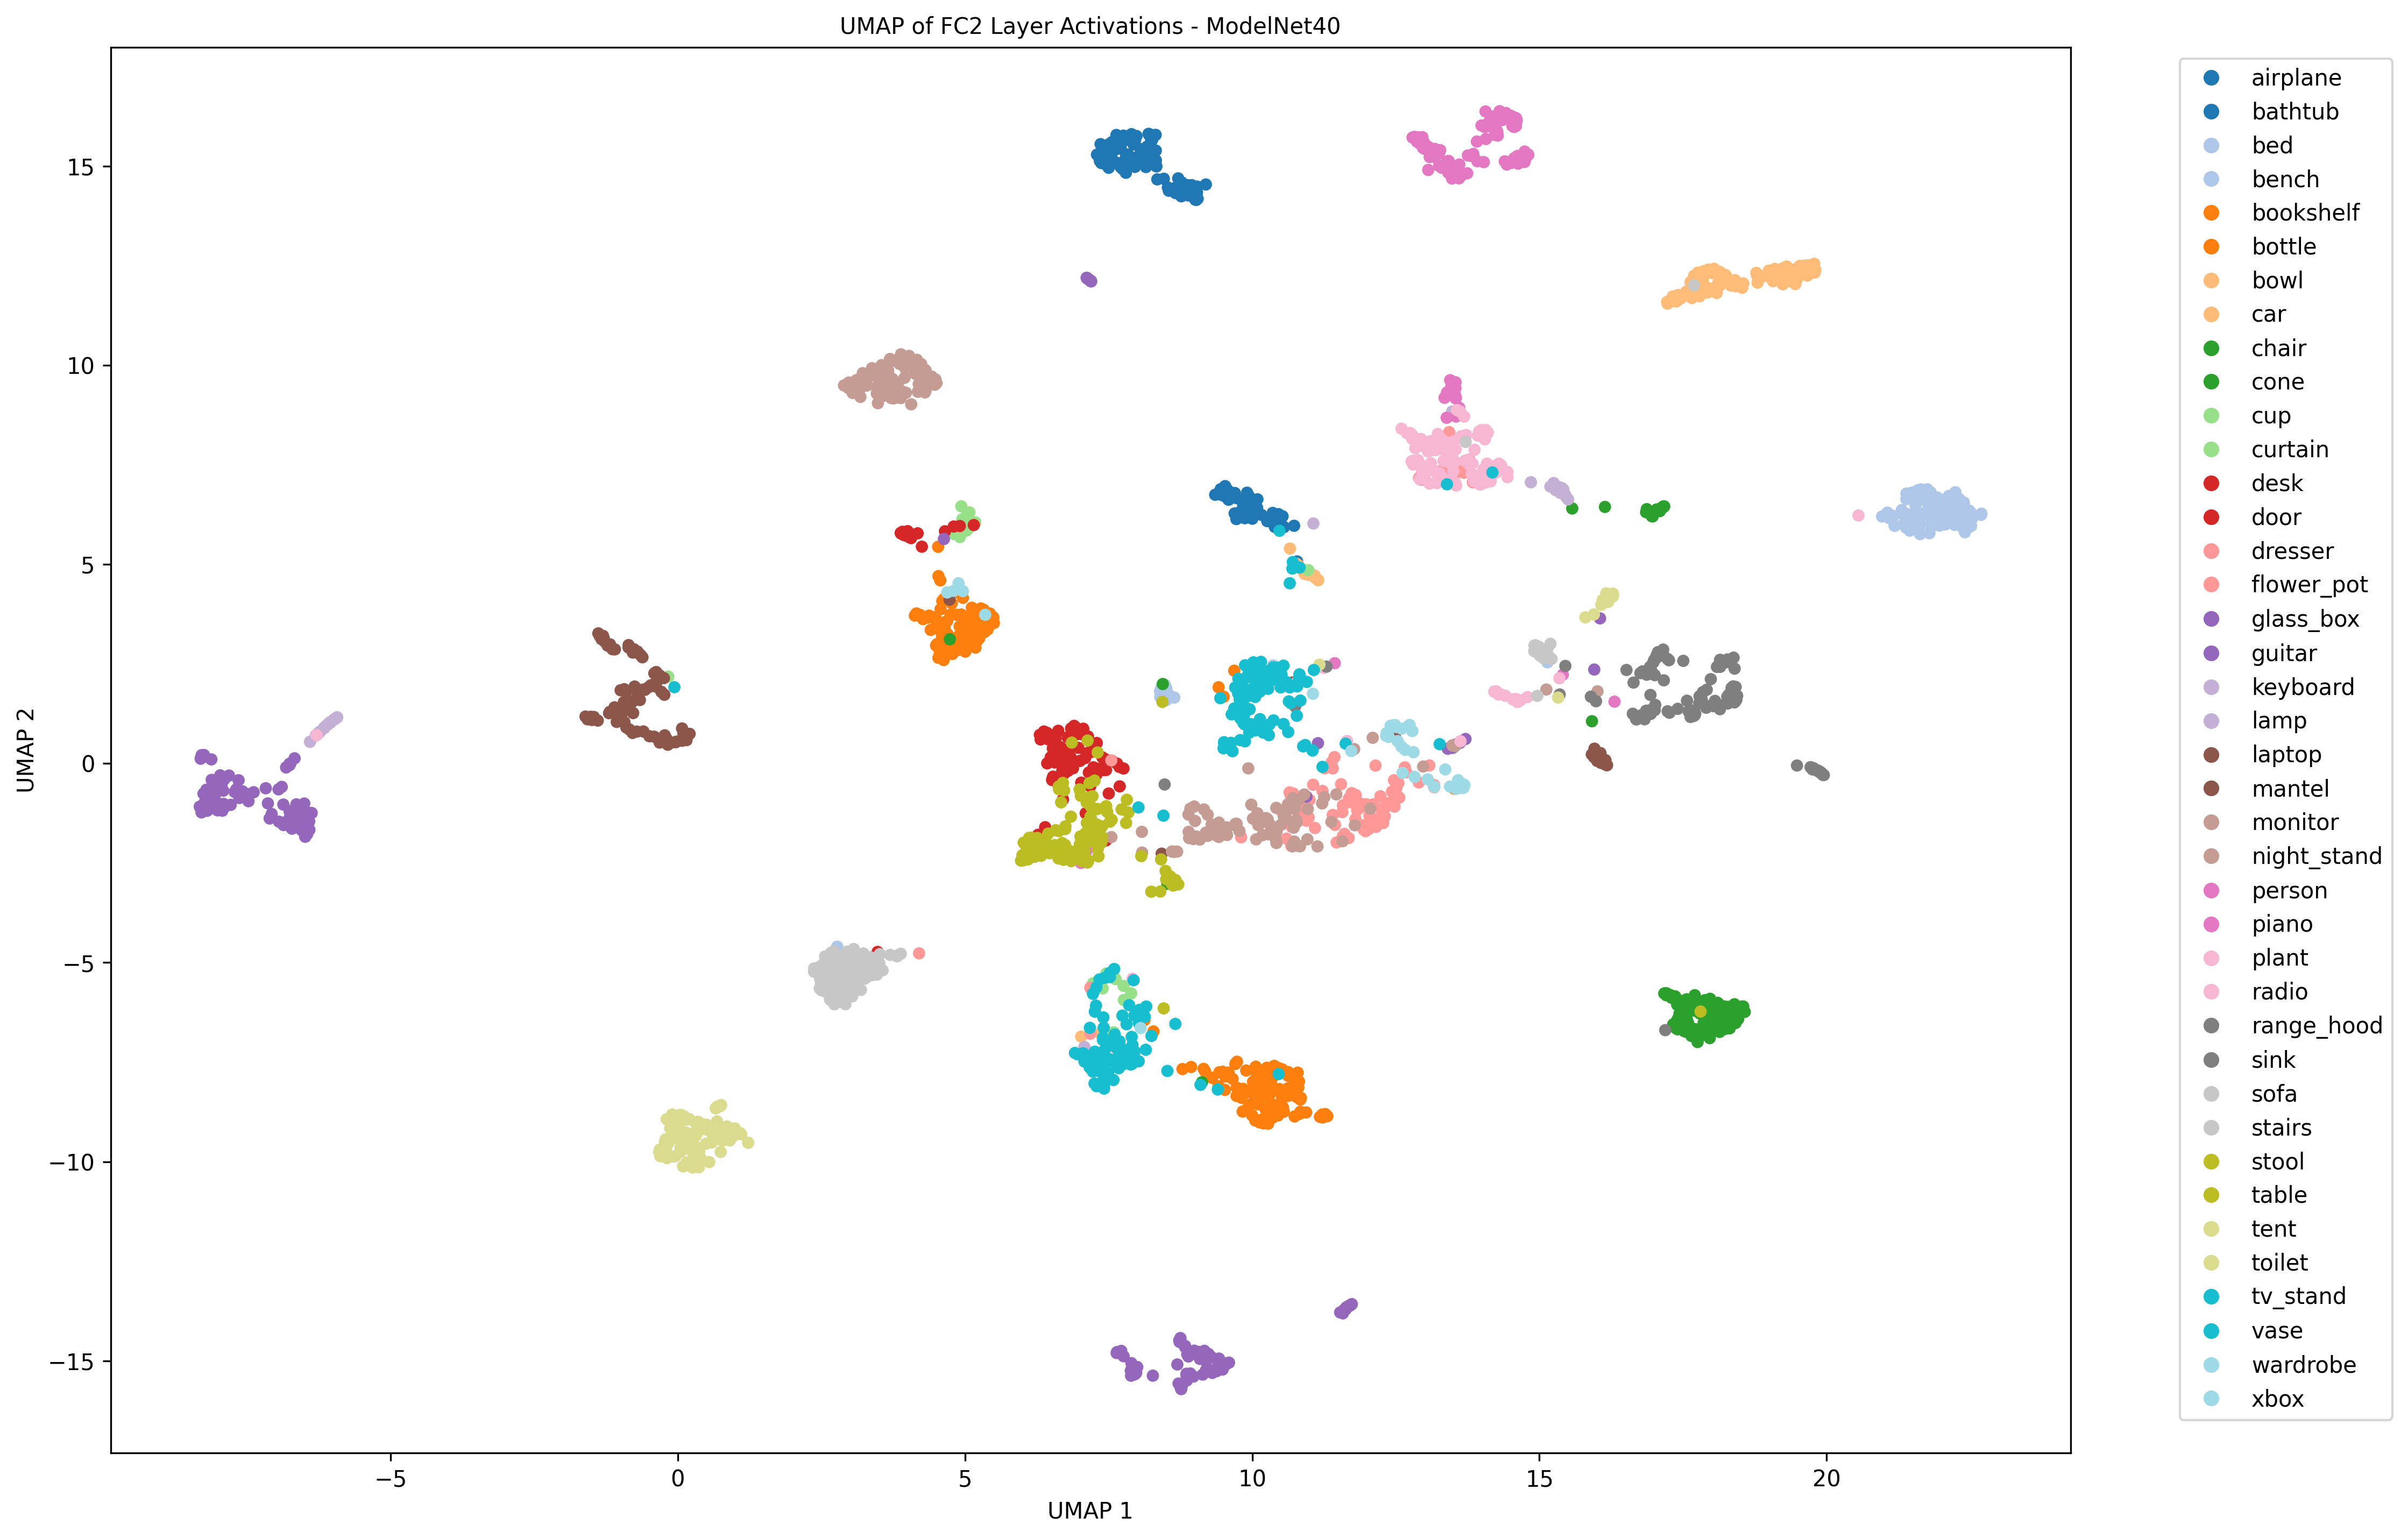 UMAP of FC2 Layer Activations - ModelNet40
15
10
5
0
−5
−10
−15
UMAP 2
−5
0
5
10
15
20
UMAP 1
airplane
bathtub
bed
bench
bookshelf
bottle
bowl
car
chair
cone
cup
curtain
desk
door
dresser
flower_pot
glass_box
guitar
keyboard
lamp
laptop
mantel
monitor
night_stand
person
piano
plant
radio
range_hood
sink
sofa
stairs
stool
table
tent
toilet
tv_stand
vase
wardrobe
xbox